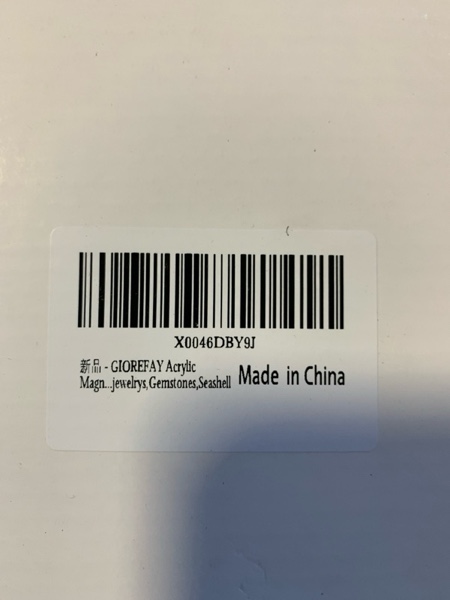 X0046DBY9J
新品 - GIOREFAY Acrylic
Magn...jewelrys,Gemstones,Seashell
Made in China